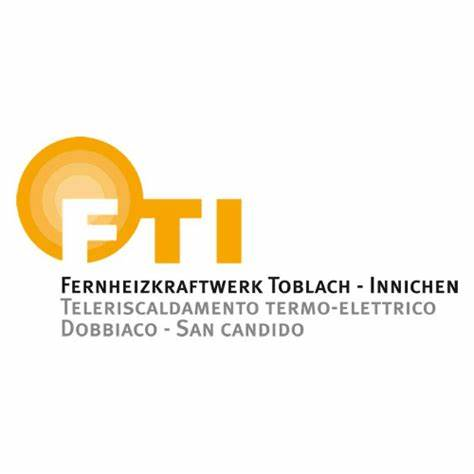 FTI
FERNHEIZKRAFTWERK TOBLACH - INNICHEN
TELERISCALDAMENTO TERMO-ELETTRICO
DOBBIACO - SAN CANDIDO